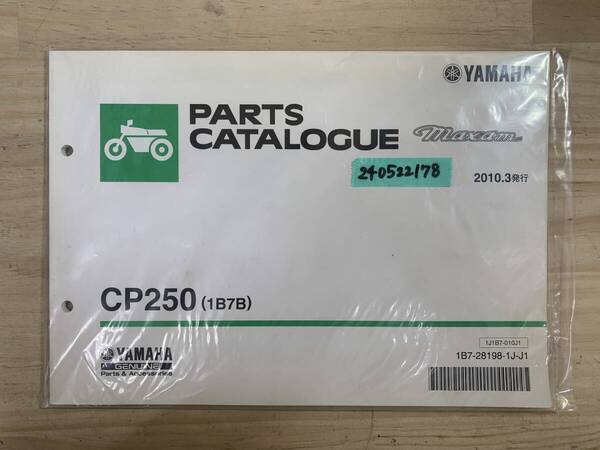 YAMAHA
PARTS
CATALOGUE
Maxam
240522178
2010.3発行
CP250 (1B7B)
YAMAHA
GENUINE
Parts & Accessories
1J1B7-010J1
1B7-28198-1J-J1